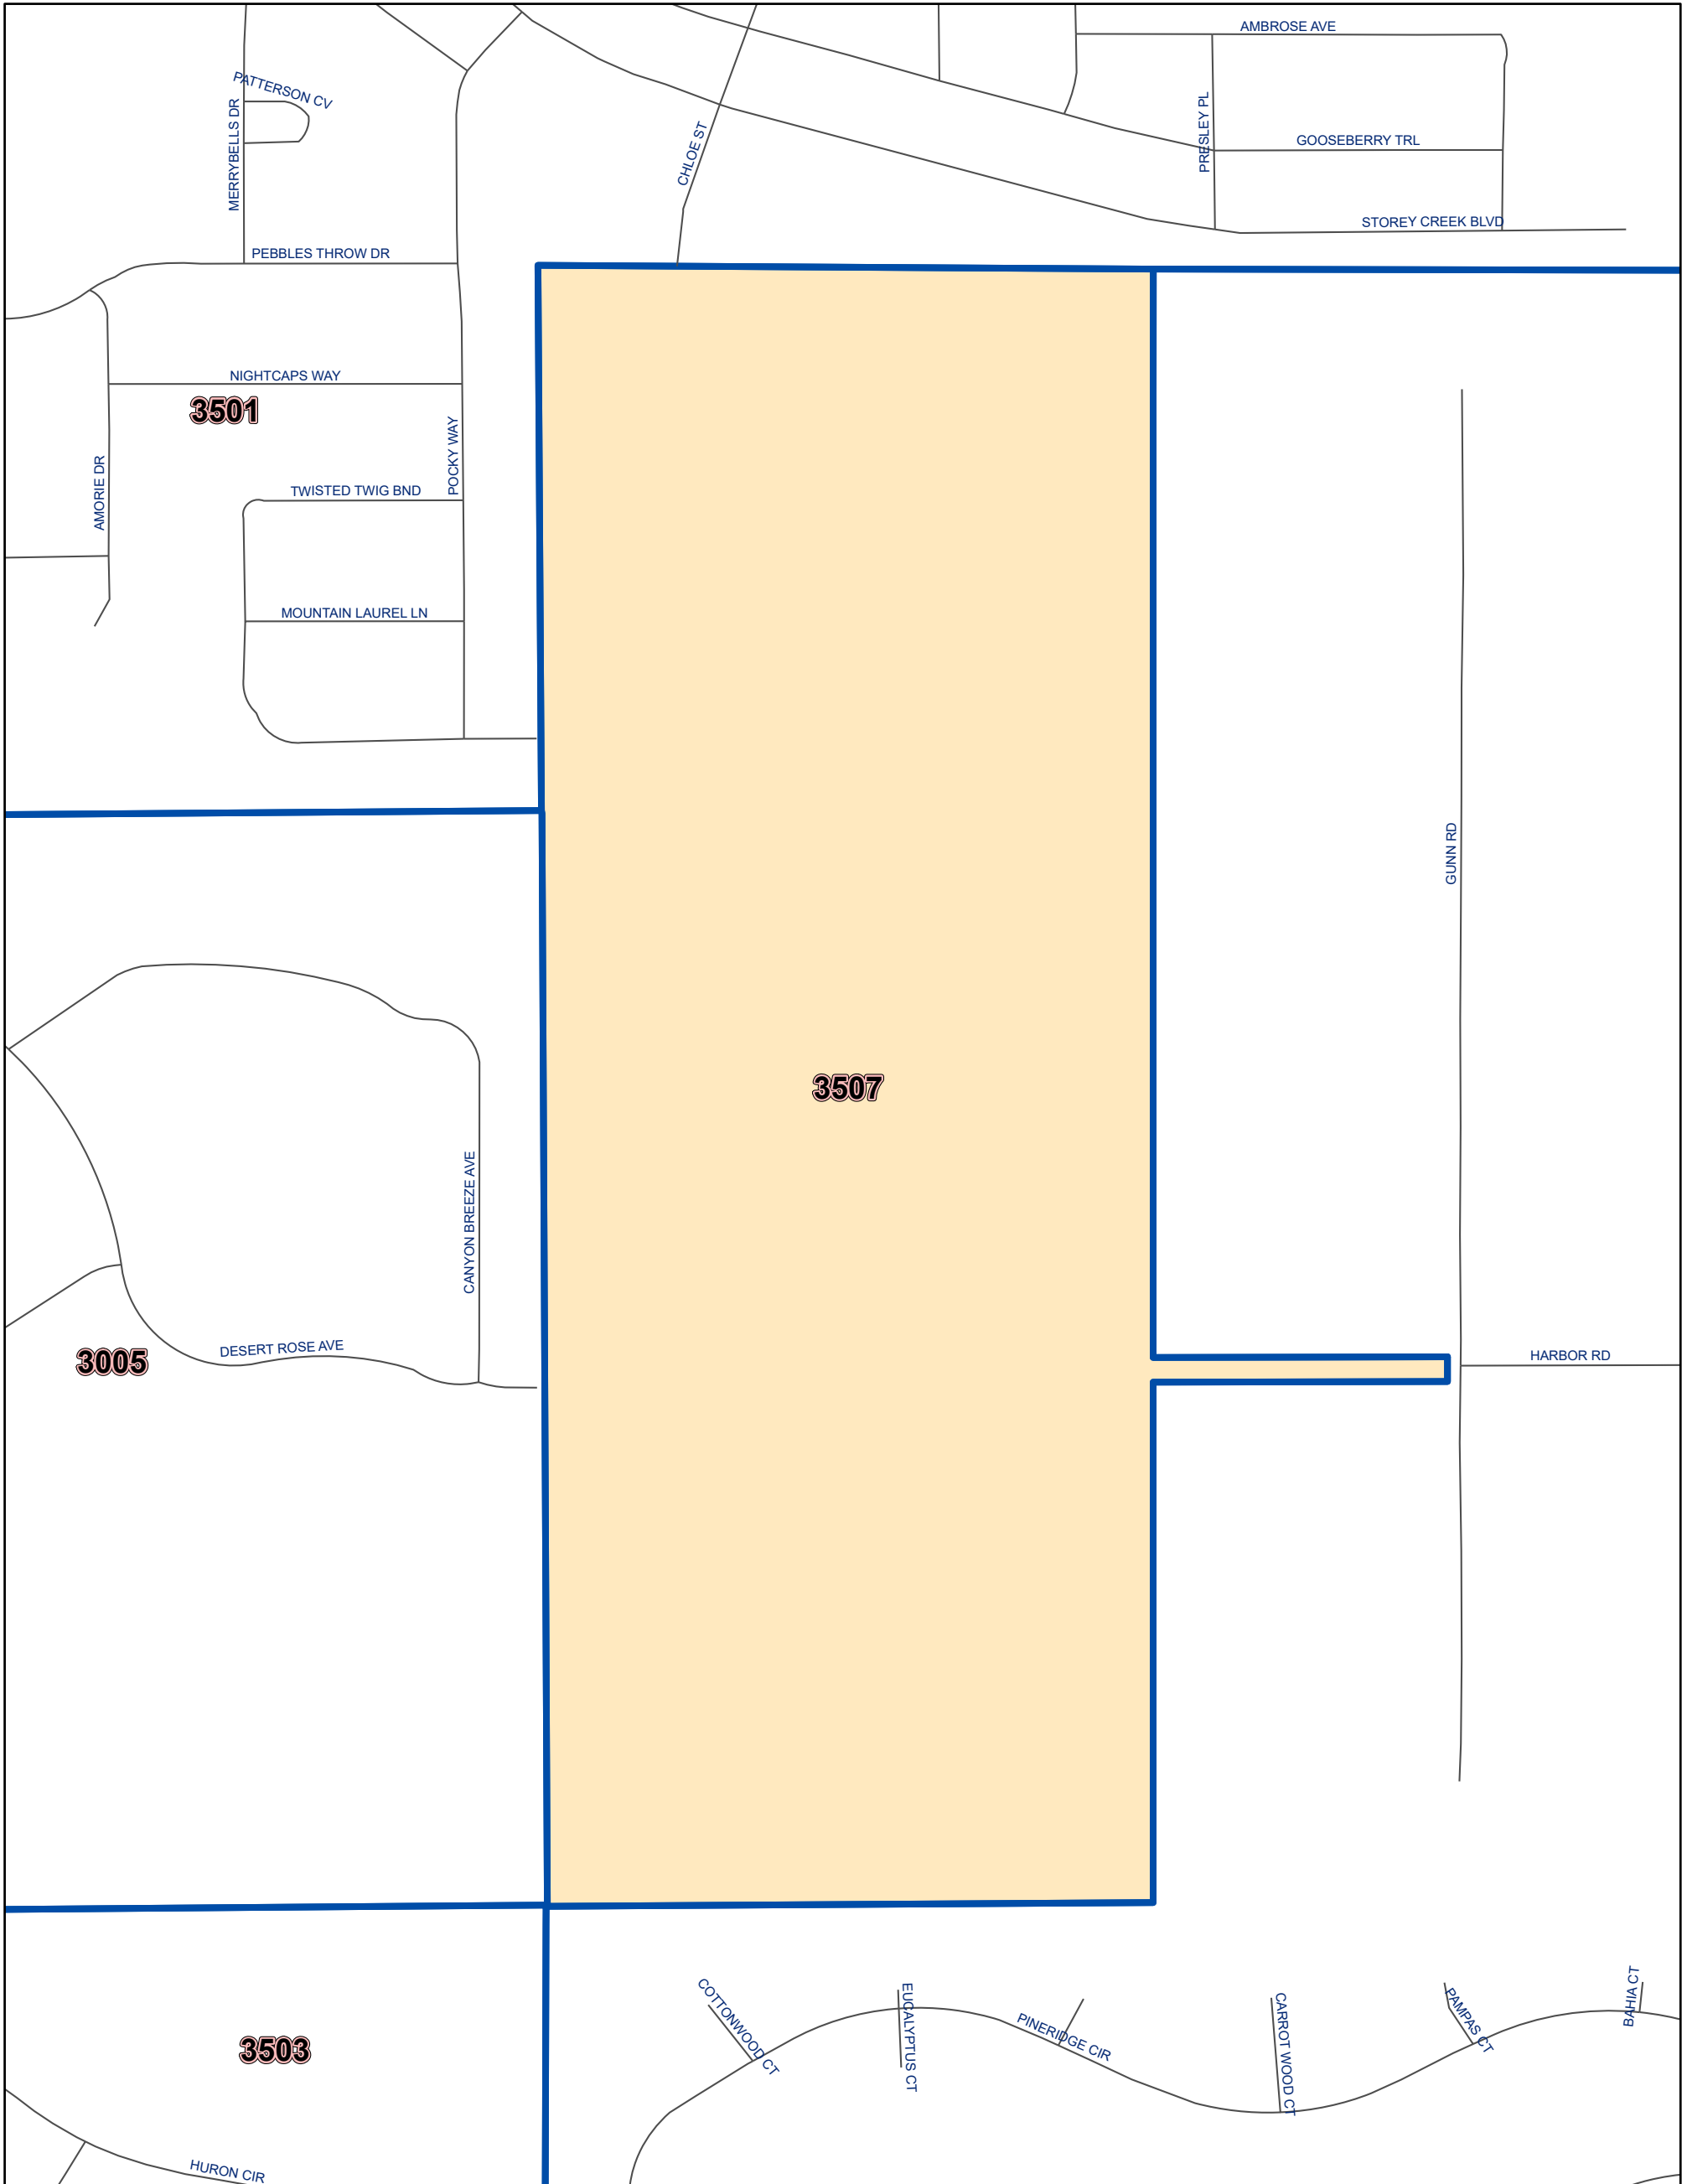 AMBROSE AVE
PATTERSON CV
MERRYBELLS DR
CHLOE ST
PRESLEY PL
GOOSEBERRY TRL
STOREY CREEK BLVD
PEBBLES THROW DR
NIGHTCAPS WAY
3501
POCKY WAY
AMORIE DR
TWISTED TWIG BND
MOUNTAIN LAUREL LN
GUNN RD
3507
CANYON BREEZE AVE
DESERT ROSE AVE
3005
HARBOR RD
3503
COTTONWOOD CT
EUCALYPTUS CT
PINERIDGE CIR
CARROT WOOD CT
PAMPAS CT
BAHIA CT
HURON CIR